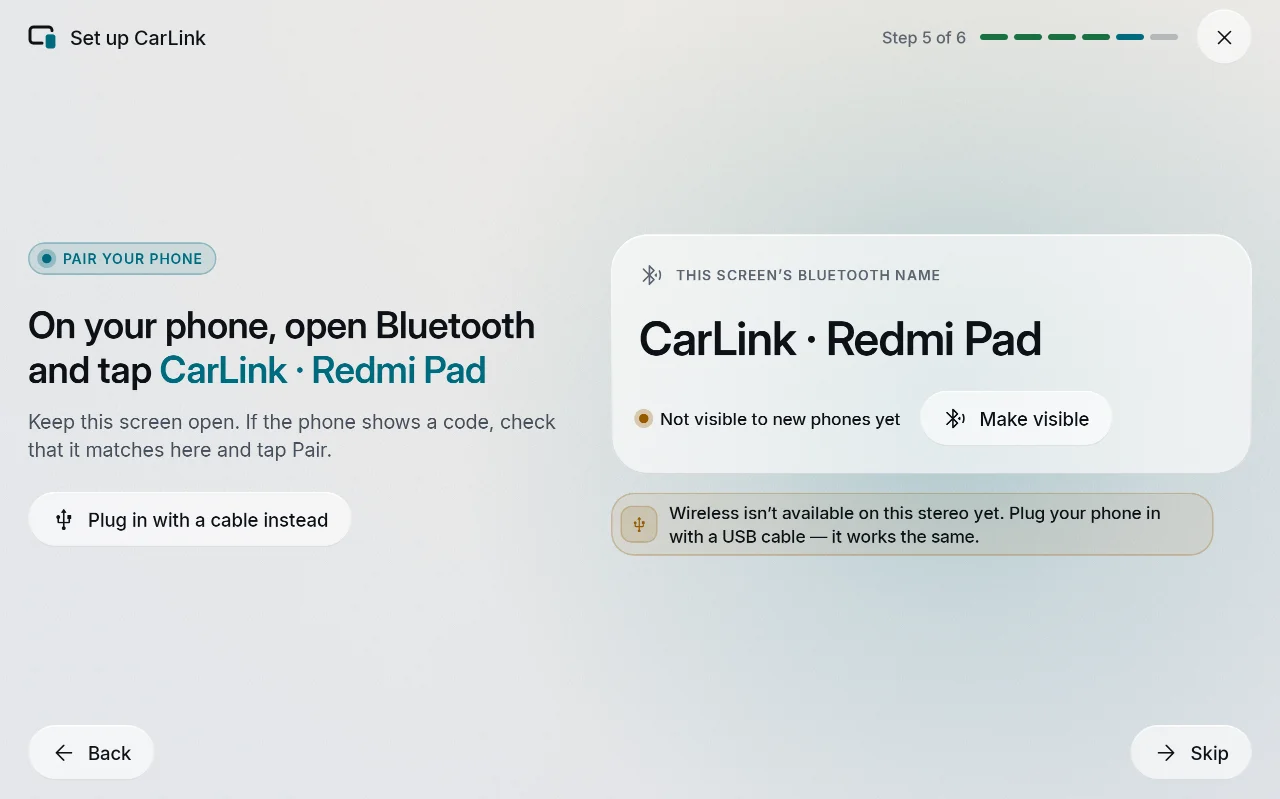 Set up CarLink
Step 5 of 6
PAIR YOUR PHONE
On your phone, open Bluetooth
and tap CarLink · Redmi Pad
Keep this screen open. If the phone shows a code, check
that it matches here and tap Pair.
Plug in with a cable instead
THIS SCREEN’S BLUETOOTH NAME
CarLink · Redmi Pad
Not visible to new phones yet
Make visible
Wireless isn’t available on this stereo yet. Plug your phone in
with a USB cable — it works the same.
Back
Skip